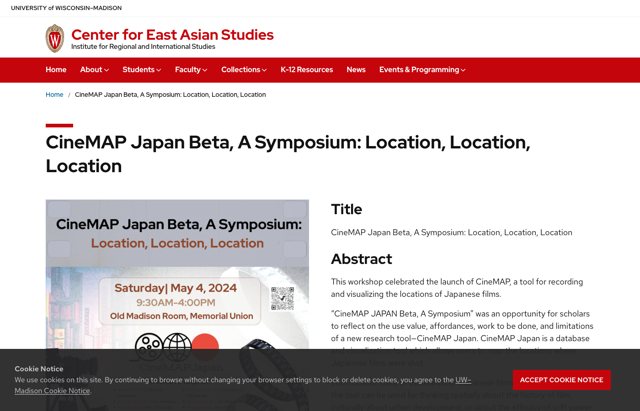 UNIVERSITY of WISCONSIN–MADISON
Center for East Asian Studies
Institute for Regional and International Studies
Home About Students Faculty Collections K-12 Resources News Events & Programming
Home / CineMAP Japan Beta, A Symposium: Location, Location, Location
CineMAP Japan Beta, A Symposium: Location, Location,
Location
CineMAP Japan Beta, A Symposium:
Location, Location, Location
Saturday| May 4, 2024
9:30AM–4:00PM
Old Madison Room, Memorial Union
Title
CineMAP Japan Beta, A Symposium: Location, Location, Location
Abstract
This workshop celebrated the launch of CineMAP, a tool for recording
and visualizing the locations of Japanese films.
"CineMAP JAPAN Beta, A Symposium" was an opportunity for scholars
to reflect on the use value, affordances, work to be done, and limitations
of a new research tool—CineMAP Japan. CineMAP Japan is a database
Cookie Notice
We use cookies on this site. By continuing to browse without changing your browser settings to block or delete cookies, you agree to the UW–
Madison Cookie Notice.
ACCEPT COOKIE NOTICE